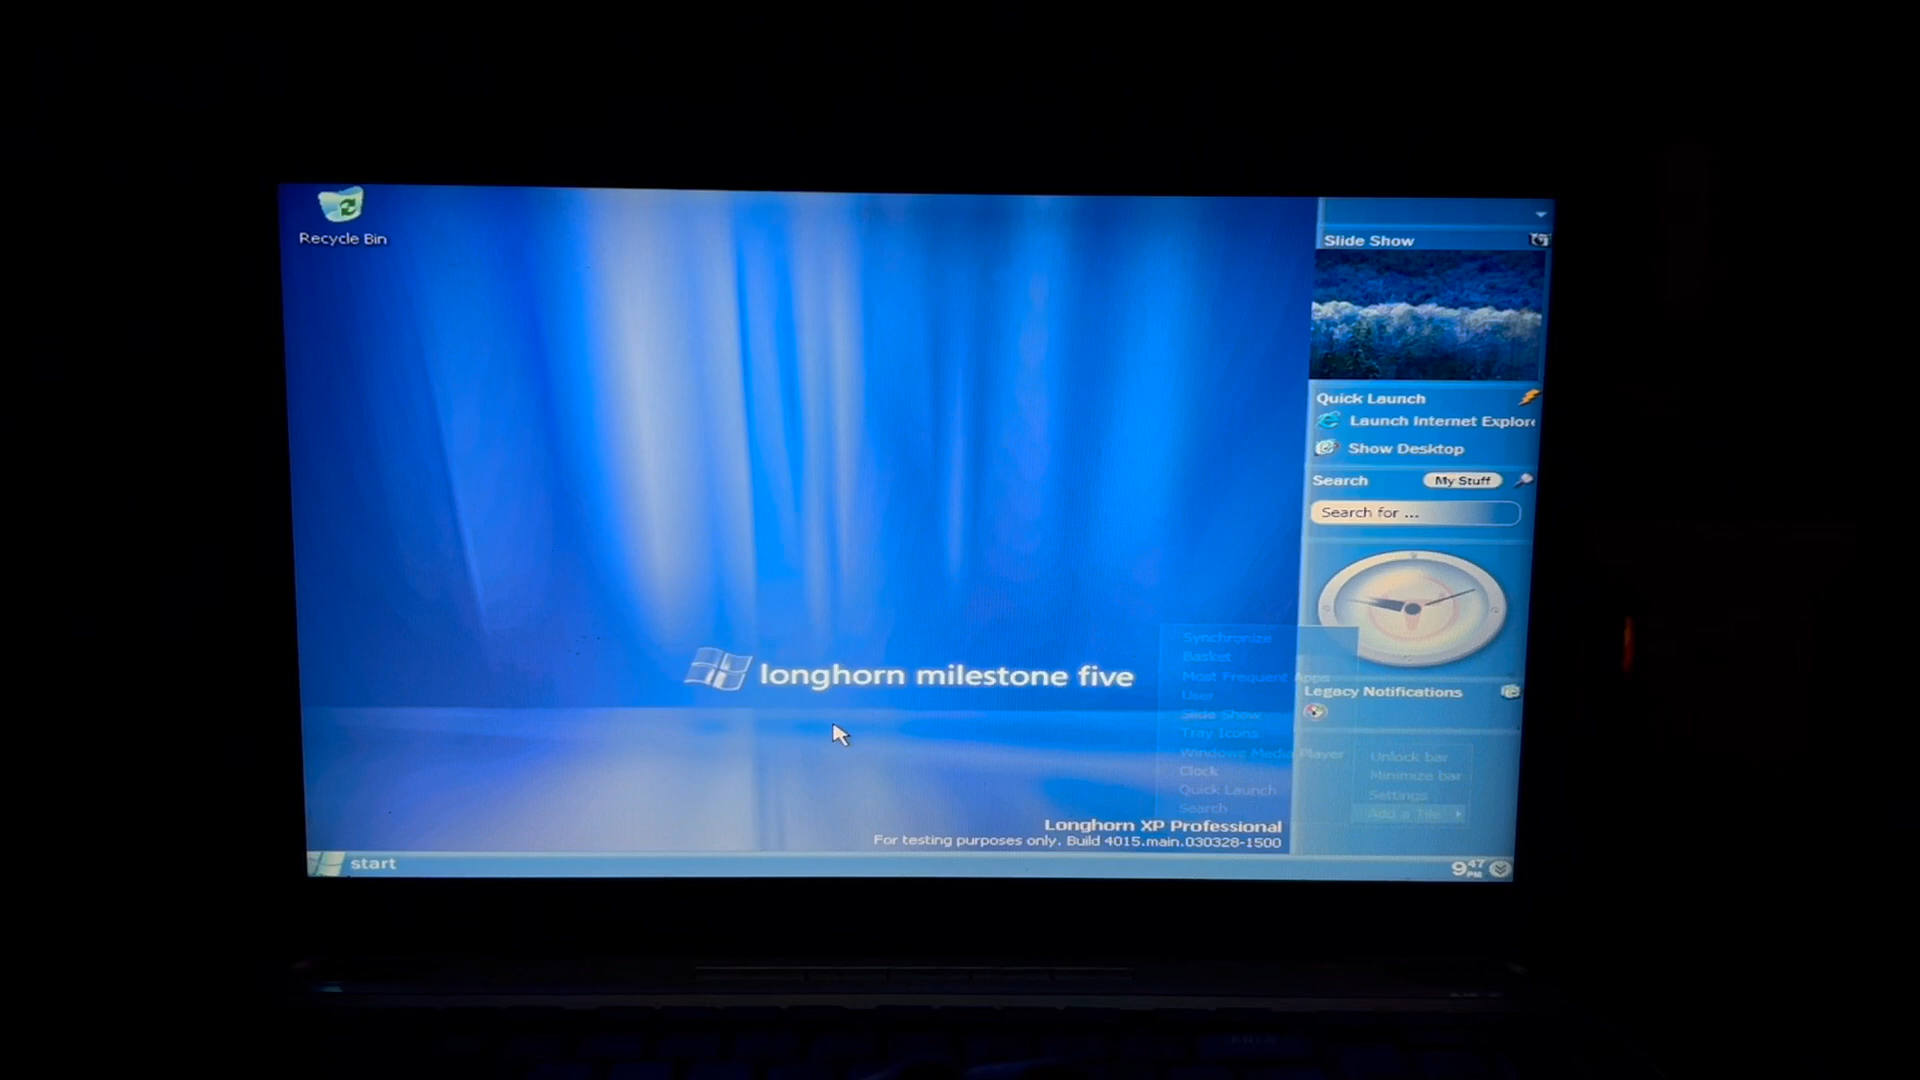 Recycle Bin
Slide Show
Quick Launch
Launch Internet Explore
Show Desktop
Search My Stuff
Search for ...
longhorn milestone five
Synchronize
Basket
Most Frequent Apps
User
Slide Show
Tray Icons
Windows Media Player
Clock
Quick Launch
Search
Legacy Notifications
Unlock bar
Minimize bar
Settings
Add a Tile
Longhorn XP Professional
For testing purposes only. Build 4015.main.030328-1500
start
9 47 PM